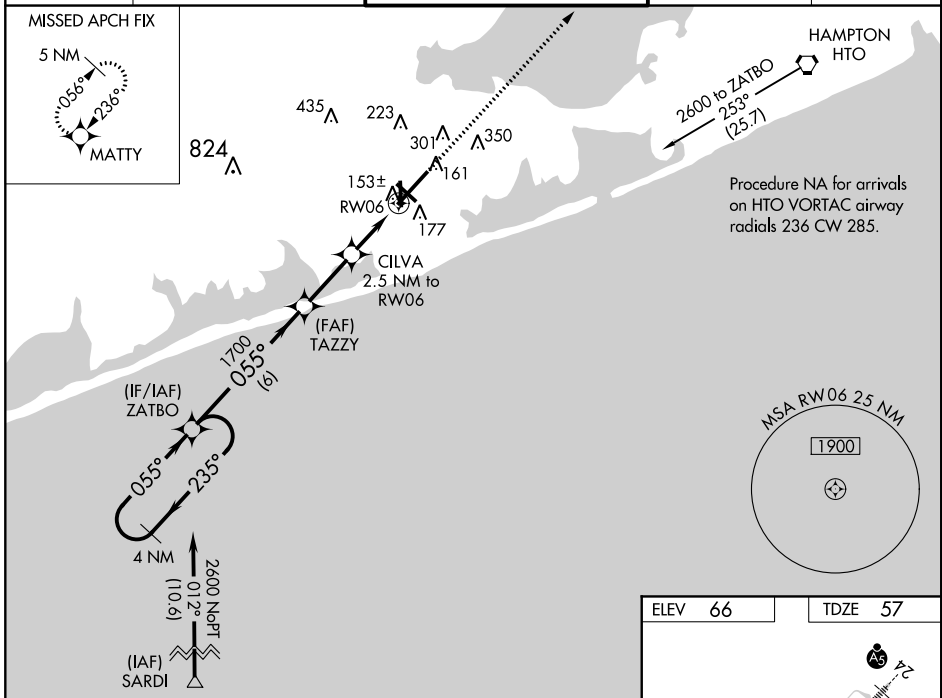 MISSED APCH FIX
5 NM
056°
236°
MATTY
HAMPTON
HTO
2600 to ZATBO
253°
(25.7)
435
223
301
350
824
161
153±
RW06
177
Procedure NA for arrivals
on HTO VORTAC airway
radials 236 CW 285.
CILVA
2.5 NM to
RW06
(FAF)
TAZZY
1700
055°
(6)
(IF/IAF)
ZATBO
055°
235°
4 NM
2600 NoPT
012°
(10.6)
(IAF)
SARDI
MSA RW06 25 NM
1900
ELEV 66
TDZE 57
A5
24